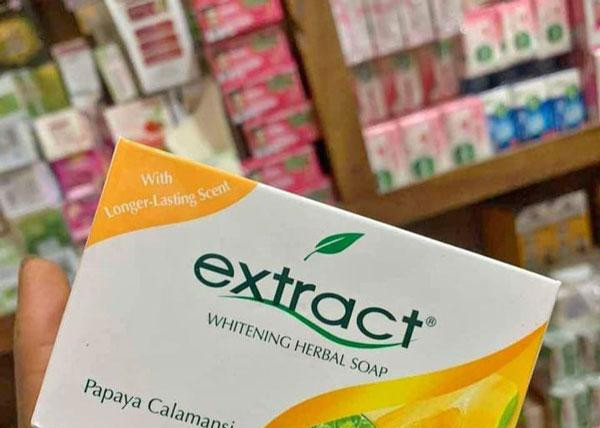 With
Longer-Lasting Scent
extract®
WHITENING HERBAL SOAP
Papaya Calamansi